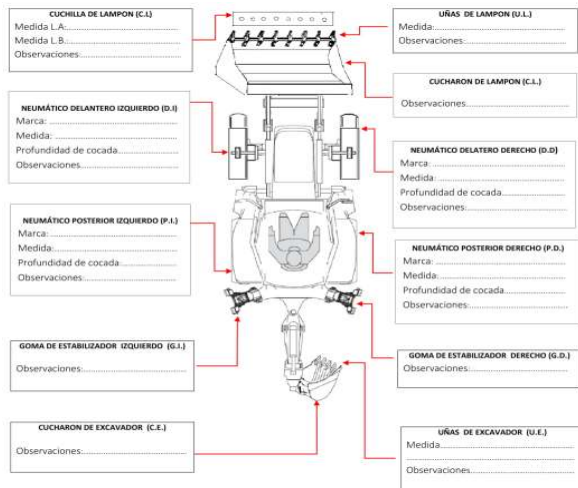 CUCHILLA DE LAMPON (C.L)
Medida L.A:
Medida L.B:
Observaciones:
UÑAS DE LAMPON (U.L.)
Medida:
Observaciones:
CUCHARON DE LAMPON (C.L.)
Observaciones
NEUMÁTICO DELANTERO IZQUIERDO (D.I)
Marca:
Medida:
Profundidad de cocada
Observaciones
NEUMÁTICO DELATERO DERECHO (D.D)
Marca:
Medida:
Profundidad de cocada
Observaciones:
NEUMÁTICO POSTERIOR IZQUIERDO (P.I.)
Marca:
Medida:
Profundidad de cocada:
Observaciones:
NEUMÁTICO POSTERIOR DERECHO (P.D.)
Marca:
Medida:
Profundidad de cocada
Observaciones:
GOMA DE ESTABILIZADOR IZQUIERDO (G.I.)
Observaciones:
GOMA DE ESTABILIZADOR DERECHO (G.D.)
Observaciones:
CUCHARON DE EXCAVADOR (C.E.)
Observaciones:
UÑAS DE EXCAVADOR (U.E.)
Medida
Observaciones